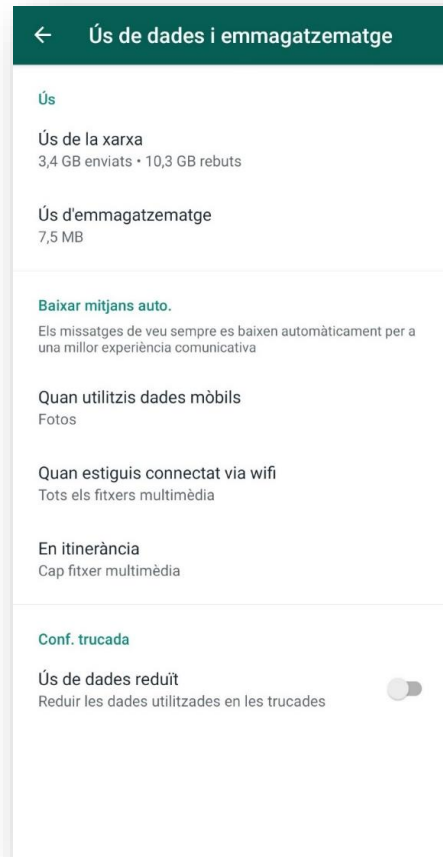 Ús de dades i emmagatzematge
Ús
Ús de la xarxa
3,4 GB enviats • 10,3 GB rebuts
Ús d'emmagatzematge
7,5 MB
Baixar mitjans auto.
Els missatges de veu sempre es baixen automàticament per a
una millor experiència comunicativa
Quan utilitzis dades mòbils
Fotos
Quan estiguis connectat via wifi
Tots els fitxers multimèdia
En itinerància
Cap fitxer multimèdia
Conf. trucada
Ús de dades reduït
Reduir les dades utilitzades en les trucades